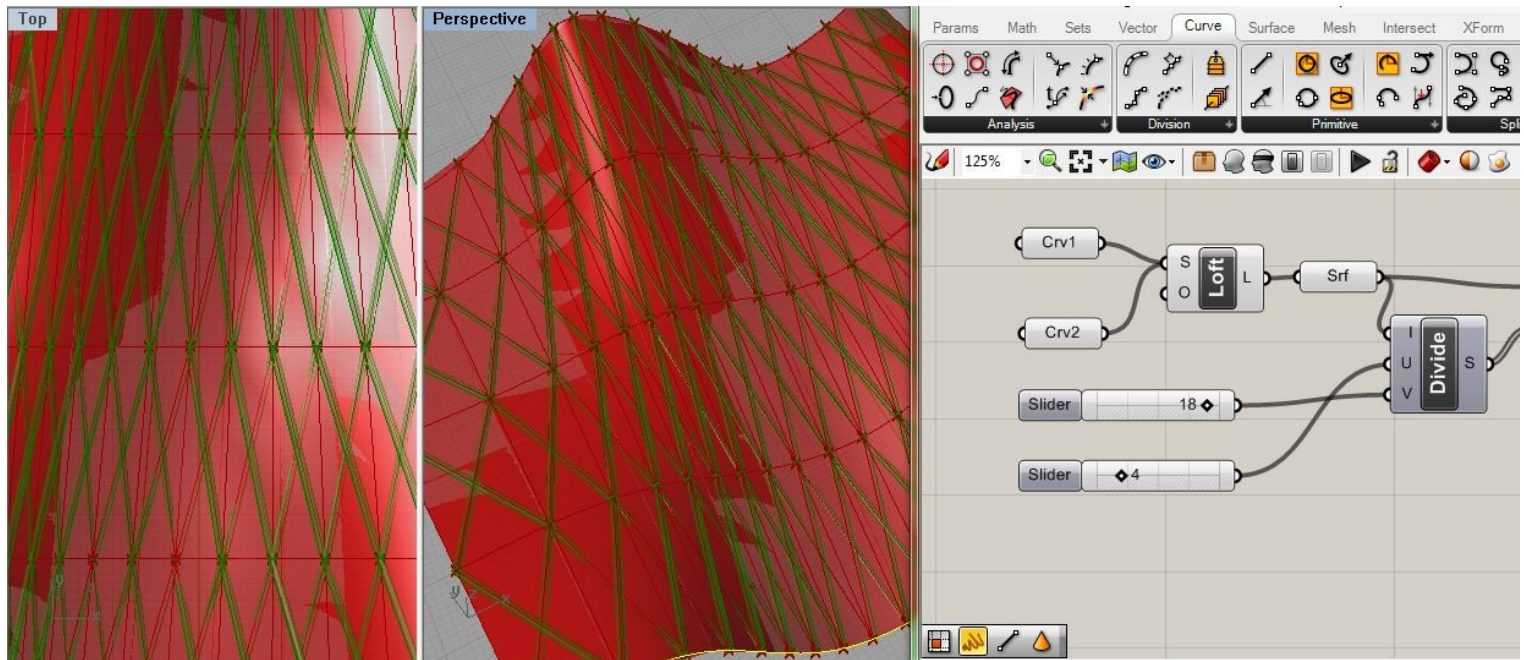 Top
Perspective
Params Math Sets Vector Curve Surface Mesh Intersect XForm
Analysis Division Primitive
125%
Crv1
S
O
Loft
L
Srf
Crv2
I
U
V
Divide
S
Slider 18
Slider 4
y
x
y z x